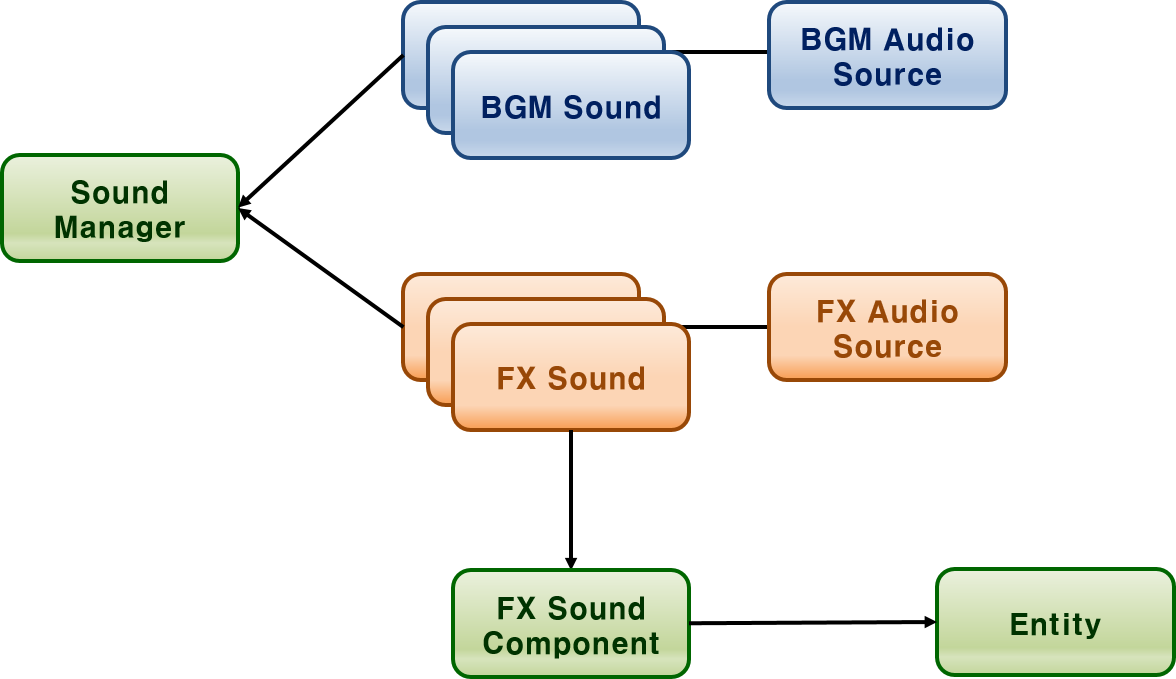 BGM Audio
Source
BGM Sound
Sound
Manager
FX Audio
Source
FX Sound
FX Sound
Component
Entity